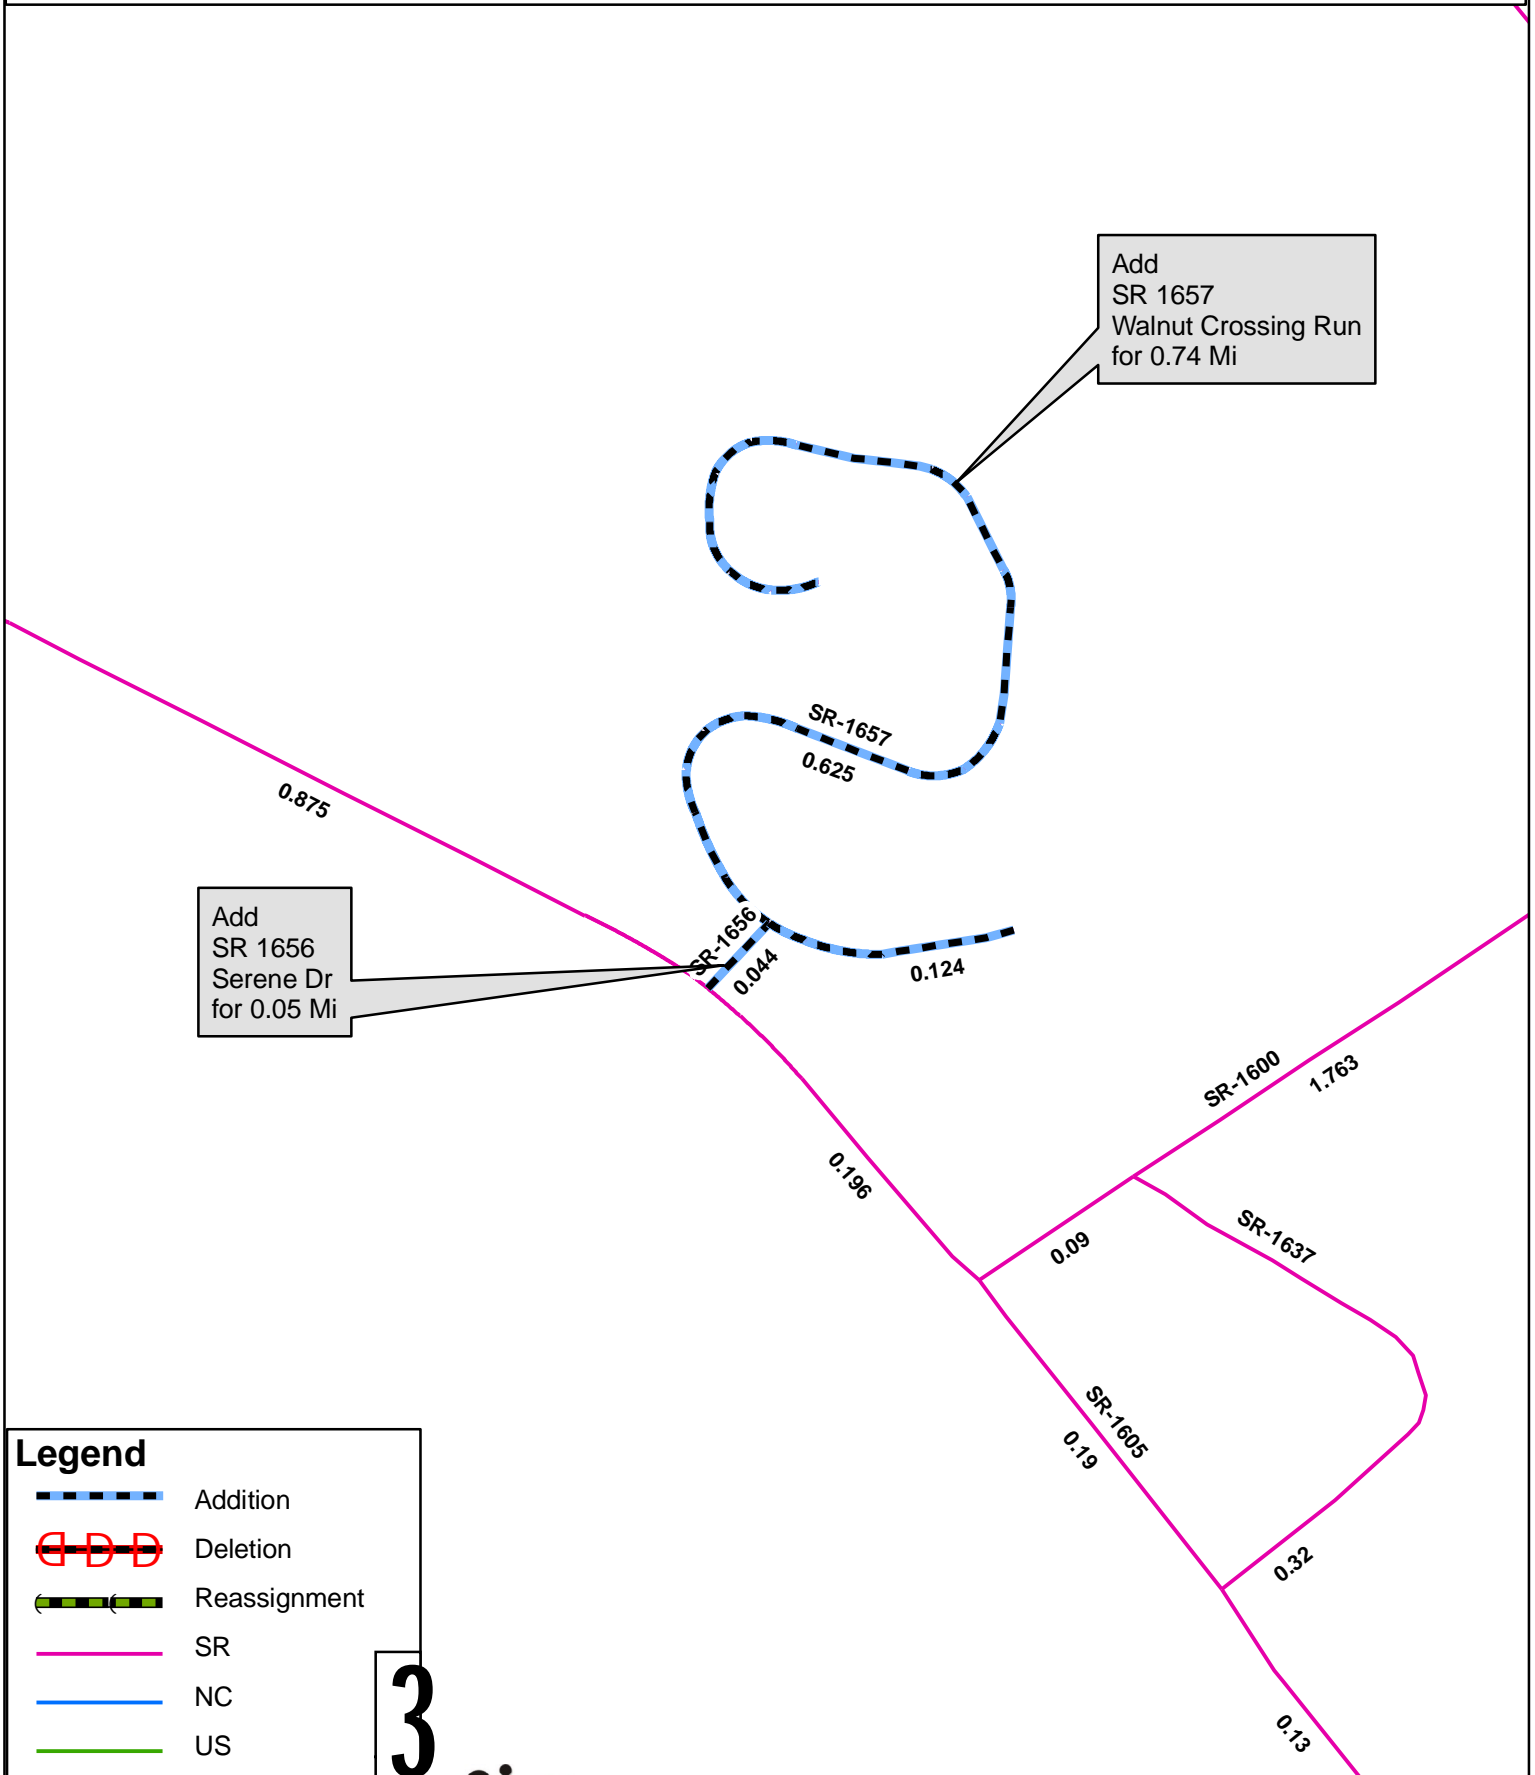 Add
SR 1657
Walnut Crossing Run
for 0.74 Mi
SR-1657
0.625
0.875
Add
SR 1656
Serene Dr
for 0.05 Mi
SR-1656
0.044
0.124
SR-1600
1.763
0.196
0.09
SR-1637
SR-1605
0.19
0.32
0.13
Legend
Addition
D D D
Deletion
Reassignment
SR
NC
US
3